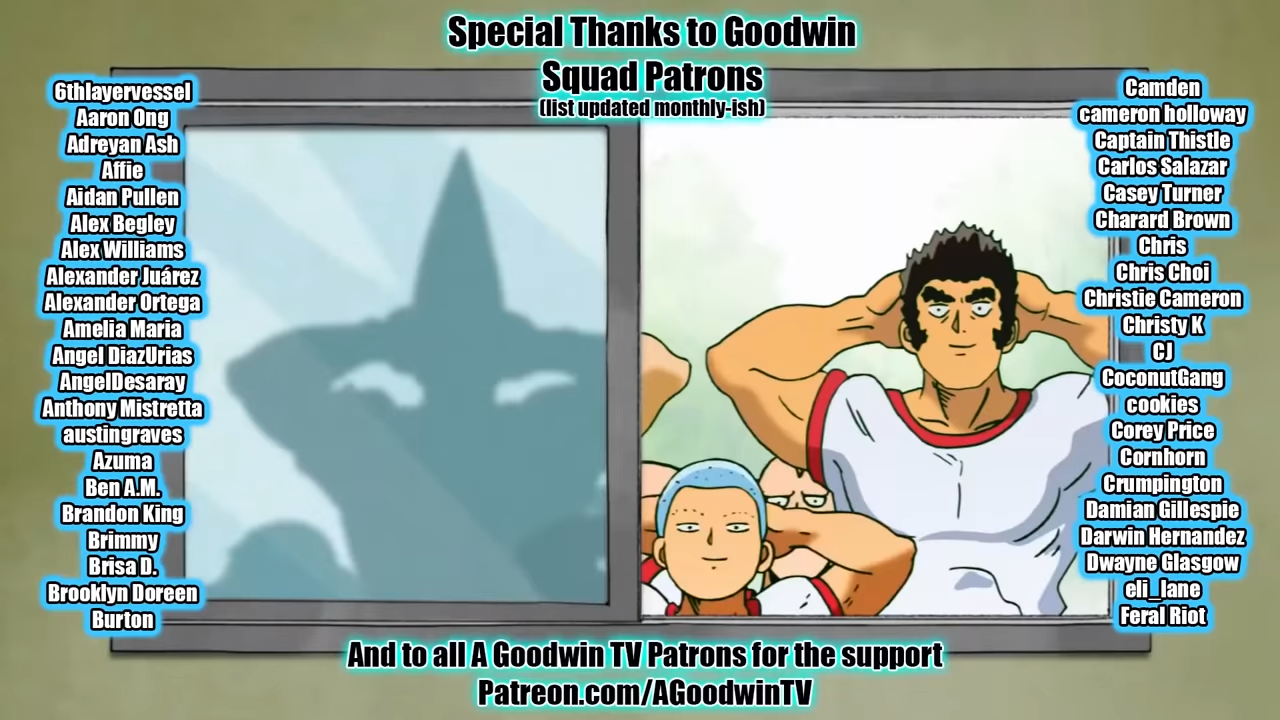 Special Thanks to Goodwin
Squad Patrons
(list updated monthly-ish)
6thlayervessel
Aaron Ong
Adreyan Ash
Affie
Aidan Pullen
Alex Begley
Alex Williams
Alexander Juárez
Alexander Ortega
Amelia Maria
Angel DiazUrias
AngelDesaray
Anthony Mistretta
austingraves
Azuma
Ben A.M.
Brandon King
Brimmy
Brisa D.
Brooklyn Doreen
Burton
Camden
cameron holloway
Captain Thistle
Carlos Salazar
Casey Turner
Charard Brown
Chris
Chris Choi
Christie Cameron
Christy K
CJ
CoconutGang
cookies
Corey Price
Cornhorn
Crumpington
Damian Gillespie
Darwin Hernandez
Dwayne Glasgow
eli_lane
Feral Riot
And to all A Goodwin TV Patrons for the support
Patreon.com/AGoodwinTV